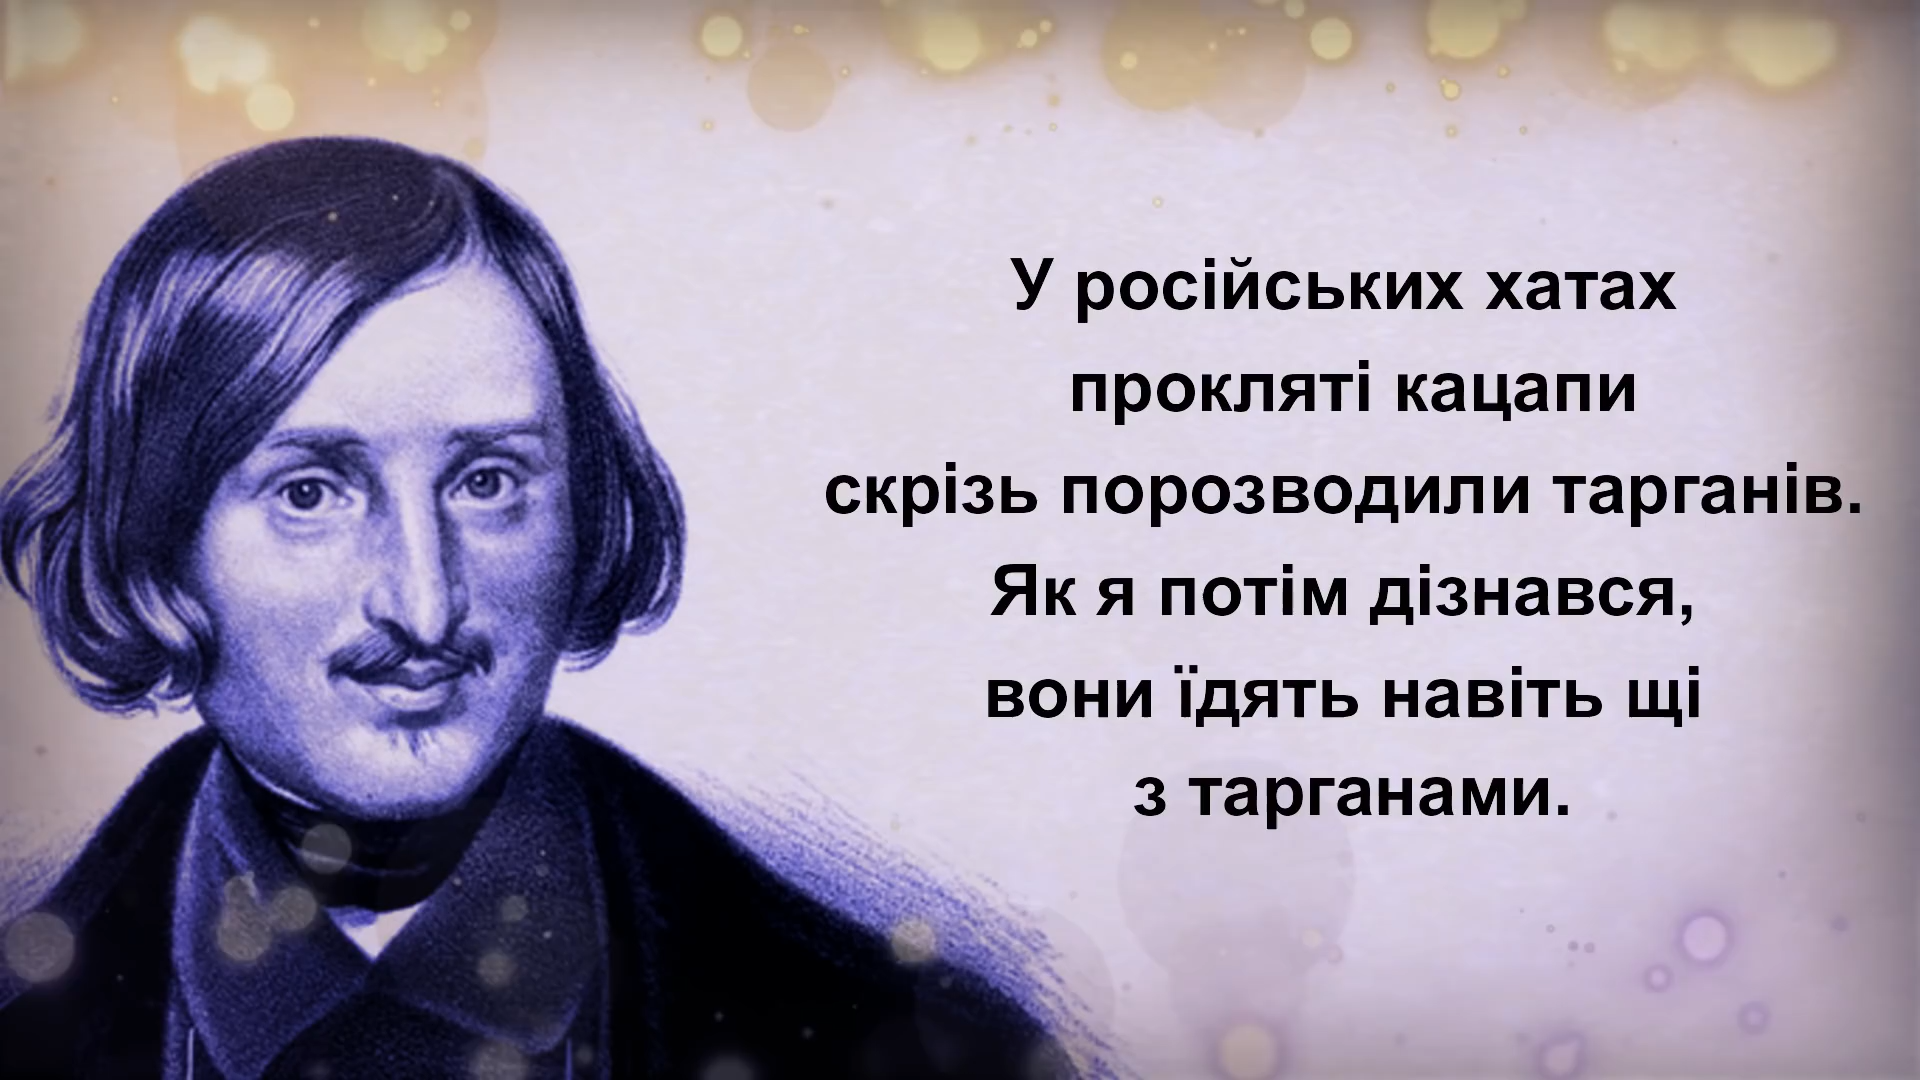 У російських хатах
прокляті кацапи
скрізь порозводили тарганів.
Як я потім дізнався,
вони їдять навіть щі
з тарганами.